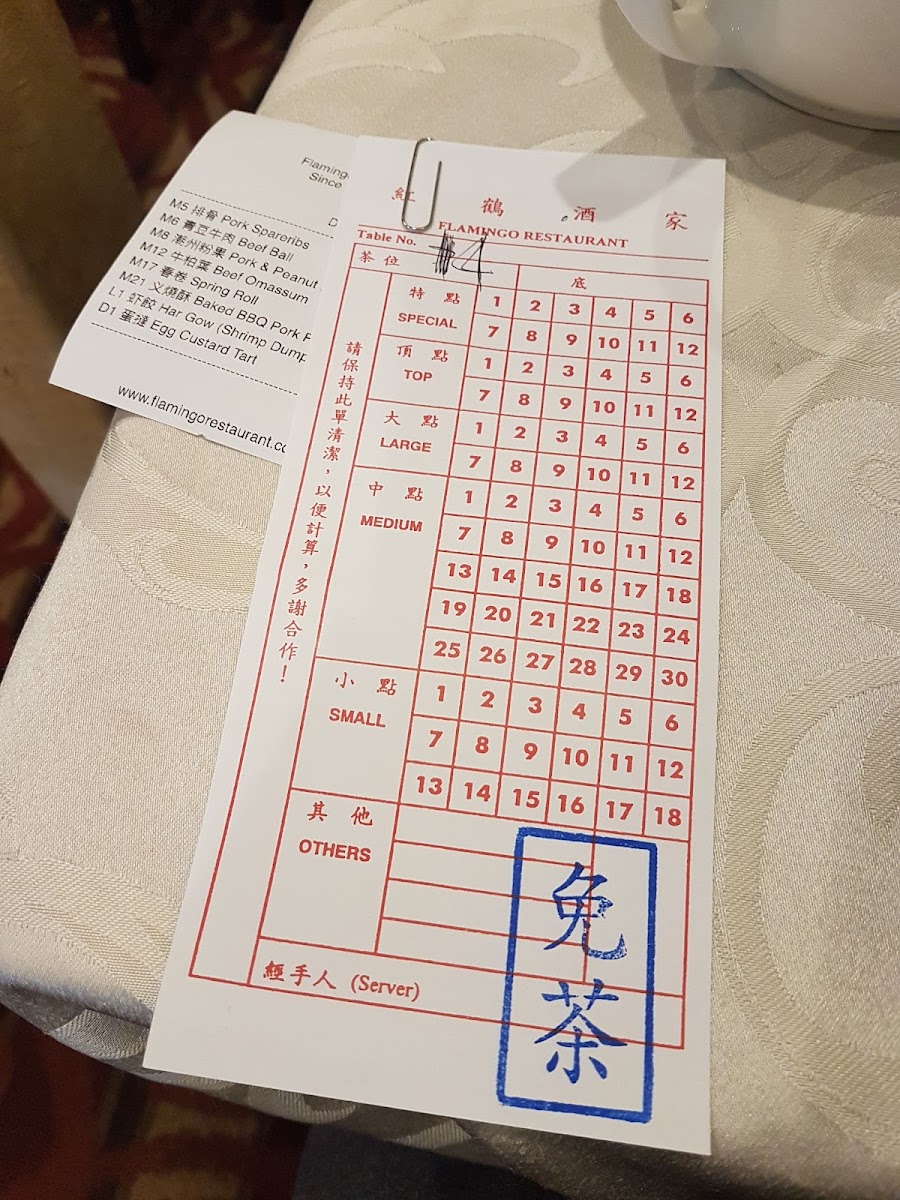 Flamingo
Since
M5 排骨 Pork Spareribs
M6 青豆牛肉 Beef Ball
M8 潮州粉果 Pork & Peanut
M12 牛柏葉 Beef Omassum
M17 春卷 Spring Roll
M21 义燒酥 Baked BBQ Pork
L1 虾餃 Har Gow (Shrimp Dump
D1 蛋撻 Egg Custard Tart
www.flamingorestaurant.co
紅鶴酒家
FLAMINGO RESTAURANT
Table No.
茶位 底
請保持此單清潔，以便計算，多謝合作！
特點 1 2 3 4 5 6
SPECIAL 7 8 9 10 11 12
頂點 1 2 3 4 5 6
TOP 7 8 9 10 11 12
大點 1 2 3 4 5 6
LARGE 7 8 9 10 11 12
中點 1 2 3 4 5 6
MEDIUM 7 8 9 10 11 12
13 14 15 16 17 18
19 20 21 22 23 24
25 26 27 28 29 30
小點 1 2 3 4 5 6
SMALL 7 8 9 10 11 12
13 14 15 16 17 18
其他
OTHERS
經手人 (Server)
免茶